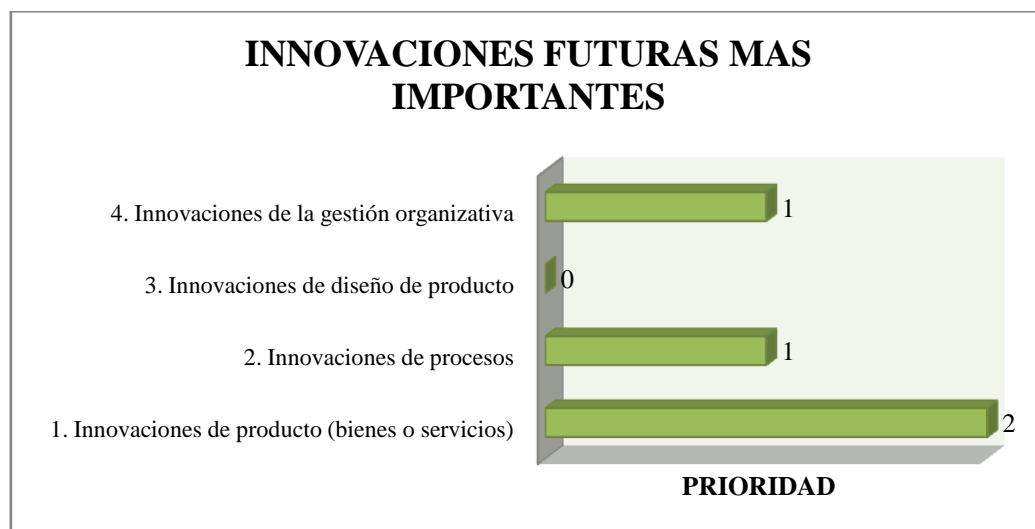 INNOVACIONES FUTURAS MAS
IMPORTANTES
4. Innovaciones de la gestión organizativa
1
3. Innovaciones de diseño de producto
0
2. Innovaciones de procesos
1
1. Innovaciones de producto (bienes o servicios)
2
PRIORIDAD